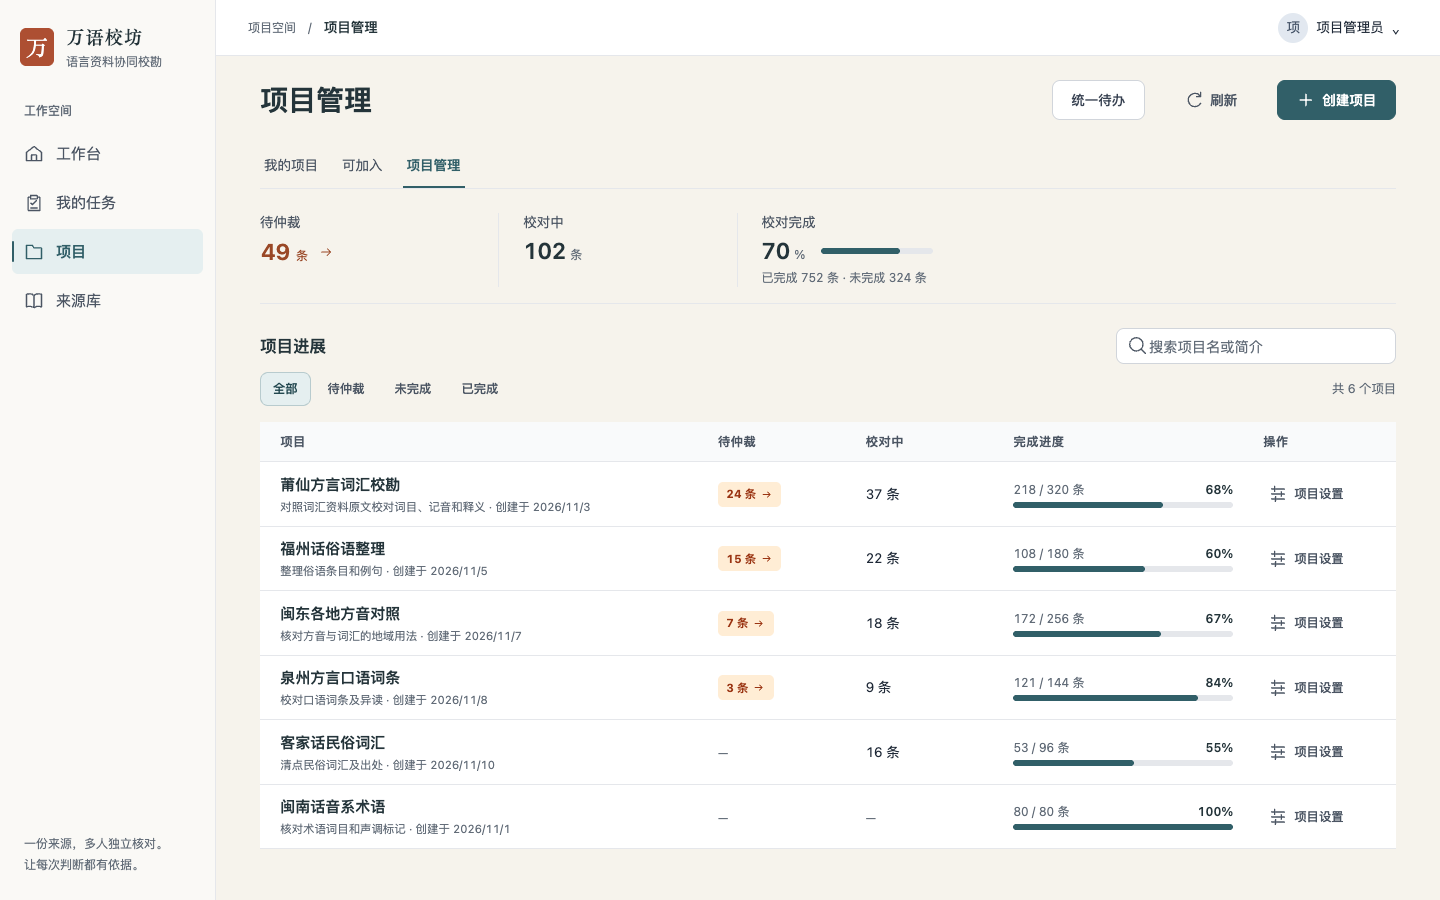 万
万语校坊
语言资料协同校勘
工作空间
工作台
我的任务
项目
来源库
一份来源，多人独立核对。
让每次判断都有依据。
项目空间 / 项目管理
项 项目管理员
项目管理
统一待办
刷新
创建项目
我的项目 可加入 项目管理
待仲裁
49 条 →
校对中
102 条
校对完成
70 %
已完成 752 条 · 未完成 324 条
项目进展
搜索项目名或简介
全部 待仲裁 未完成 已完成
共 6 个项目
项目 待仲裁 校对中 完成进度 操作
莆仙方言词汇校勘
对照词汇资料原文校对词目、记音和释义 · 创建于 2026/11/3
24 条 →
37 条
218 / 320 条 68%
项目设置
福州话俗语整理
整理俗语条目和例句 · 创建于 2026/11/5
15 条 →
22 条
108 / 180 条 60%
项目设置
闽东各地方音对照
核对方音与词汇的地域用法 · 创建于 2026/11/7
7 条 →
18 条
172 / 256 条 67%
项目设置
泉州方言口语词条
校对口语词条及异读 · 创建于 2026/11/8
3 条 →
9 条
121 / 144 条 84%
项目设置
客家话民俗词汇
清点民俗词汇及出处 · 创建于 2026/11/10
—
16 条
53 / 96 条 55%
项目设置
闽南话音系术语
核对术语词目和声调标记 · 创建于 2026/11/1
—
—
80 / 80 条 100%
项目设置